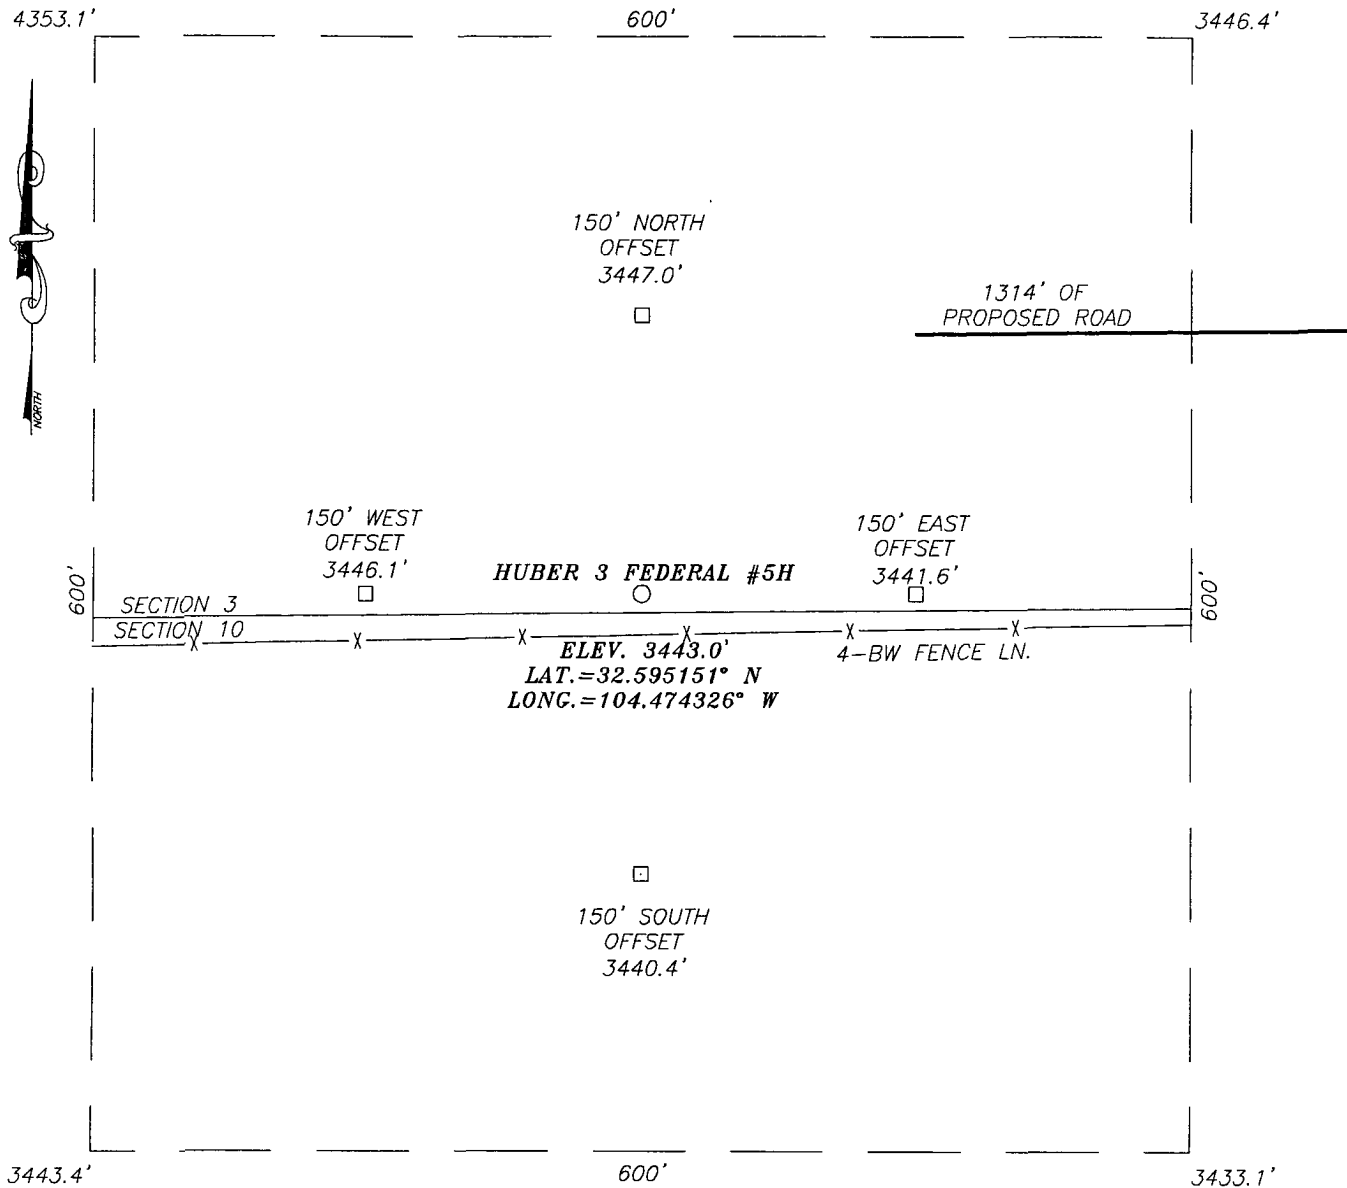 4353.1'
600'
3446.4'
NORTH
150' NORTH
OFFSET
3447.0'
1314' OF
PROPOSED ROAD
150' WEST
OFFSET
3446.1'
HUBER 3 FEDERAL #5H
150' EAST
OFFSET
3441.6'
600'
600'
SECTION 3
SECTION 10
X X X X X X
ELEV. 3443.0'
LAT.=32.595151° N
LONG.=104.474326° W
4-BW FENCE LN.
150' SOUTH
OFFSET
3440.4'
3443.4'
600'
3433.1'